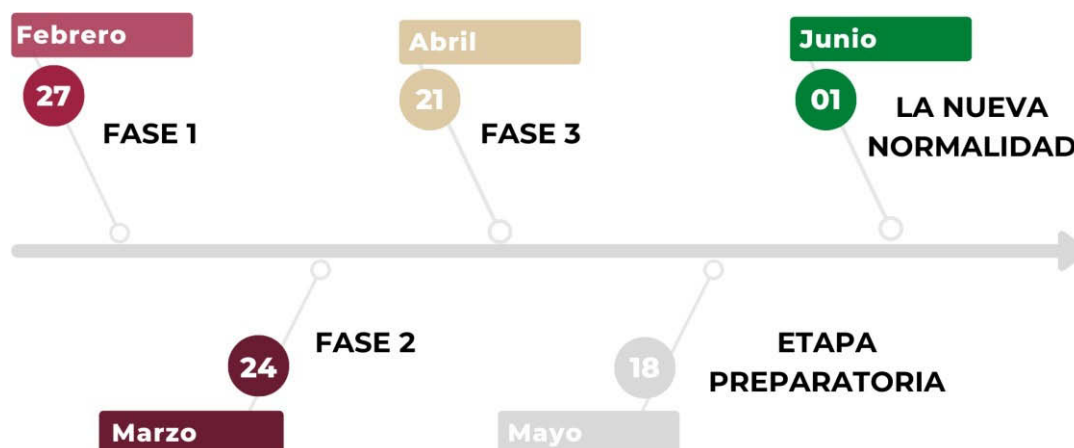 Febrero
27
FASE 1
Marzo
24
FASE 2
Abril
21
FASE 3
Mayo
18
ETAPA
PREPARATORIA
Junio
01
LA NUEVA
NORMALIDAD